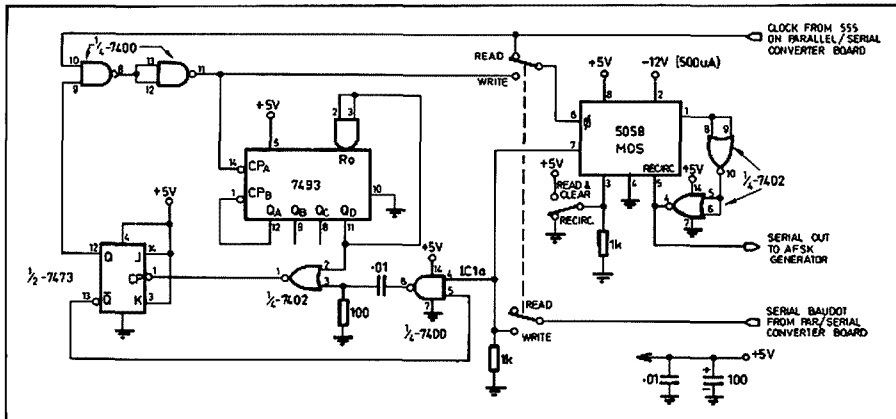 ¼-7400
CLOCK FROM 555
ON PARALLEL/SERIAL
CONVERTER BOARD
10
9
8
13
12
11
READ
WRITE
+5V
-12V (500uA)
8
2
6
ϕ
5058
MOS
RECIRC
7
3
4
5
1
8
9
10
¼-7402
+5V
14
4
5
6
7
+5V
READ &
CLEAR
RECIRC.
1k
SERIAL OUT
TO AFSK
GENERATOR
+5V
5
2
3
Ro
14
CPA
1
CPB
7493
10
QA
QB
QC
QD
12
9
8
11
+5V
4
12
Q
J
14
CP
1
13
Q̅
K
3
½-7473
1
2
3
¼-7402
100
.01
+5V
14
6
4
5
7
¼-7400
IC1a
READ
WRITE
1k
SERIAL BAUDOT
FROM PAR/SERIAL
CONVERTER BOARD
+5V
.01
+
-
100